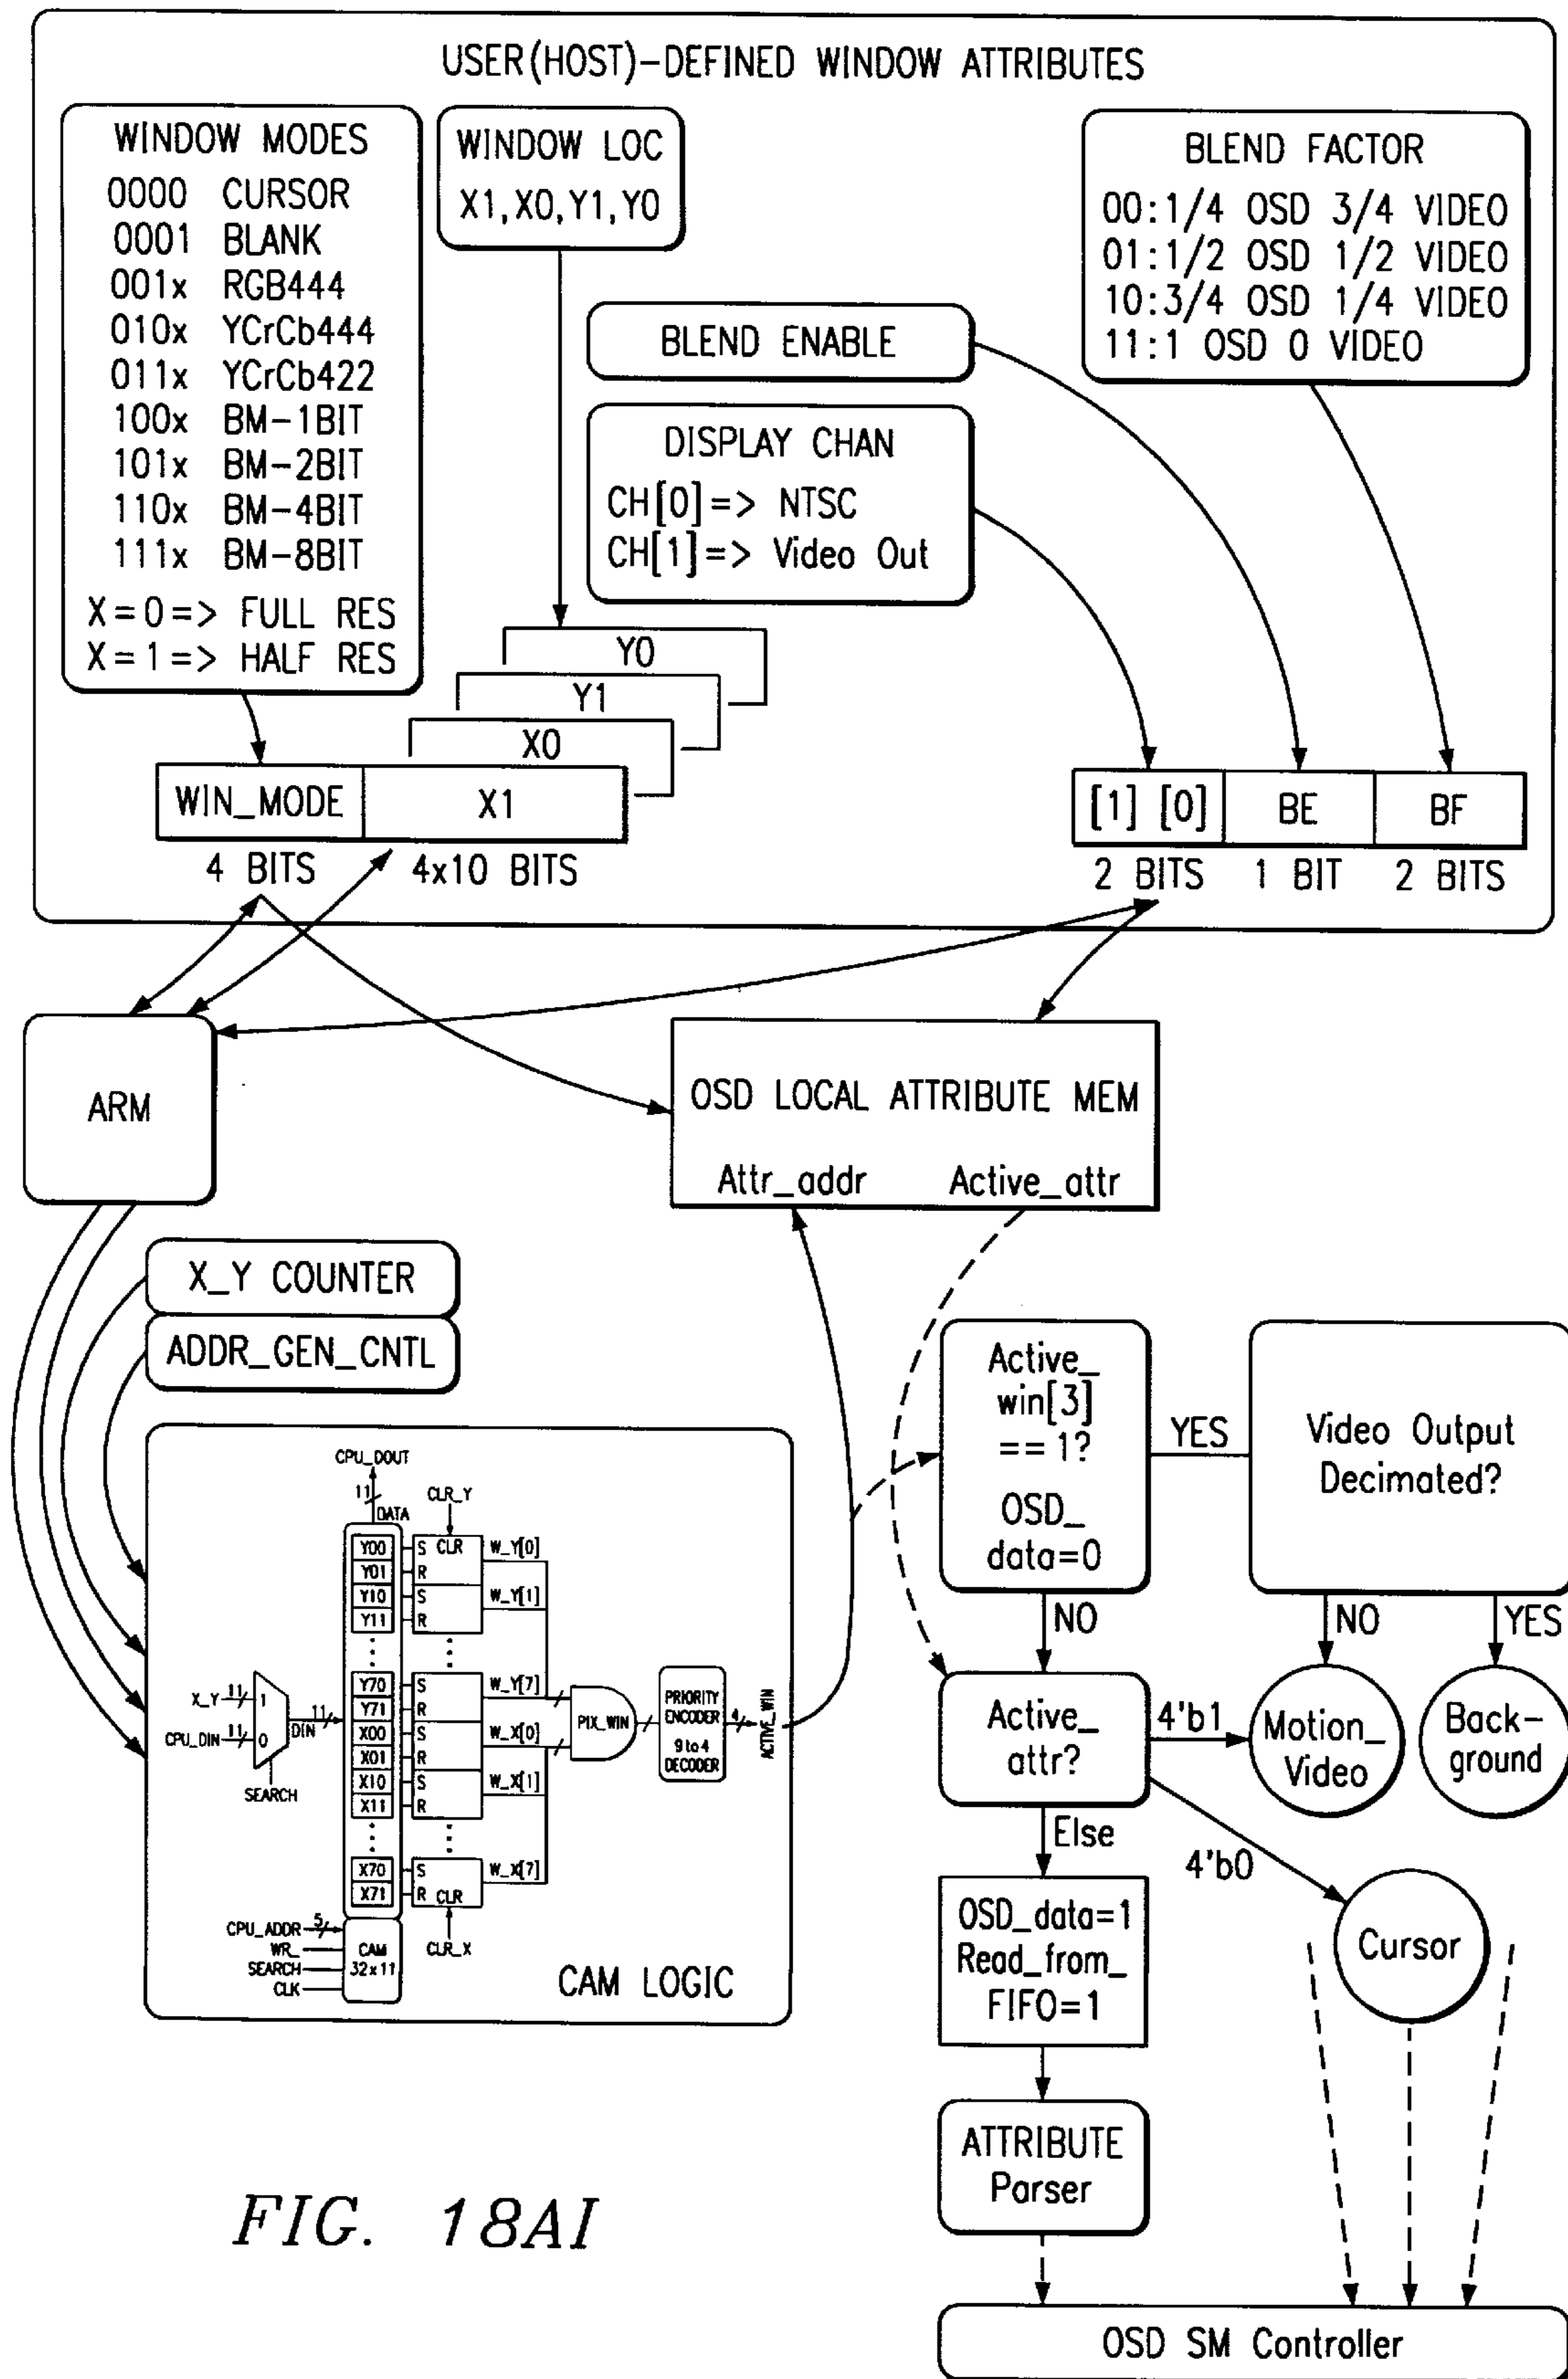 USER(HOST)-DEFINED WINDOW ATTRIBUTES
WINDOW MODES
0000 CURSOR
0001 BLANK
001x RGB444
010x YCrCb444
011x YCrCb422
100x BM-1BIT
101x BM-2BIT
110x BM-4BIT
111x BM-8BIT
X=0=> FULL RES
X=1=> HALF RES
WINDOW LOC
X1,X0,Y1,Y0
BLEND ENABLE
DISPLAY CHAN
CH[0]=> NTSC
CH[1]=> Video Out
BLEND FACTOR
00:1/4 OSD 3/4 VIDEO
01:1/2 OSD 1/2 VIDEO
10:3/4 OSD 1/4 VIDEO
11:1 OSD 0 VIDEO
Y0
Y1
X0
WIN_MODE
X1
4 BITS
4x10 BITS
[1] [0]
BE
BF
2 BITS
1 BIT
2 BITS
ARM
OSD LOCAL ATTRIBUTE MEM
Attr_addr
Active_attr
X_Y COUNTER
ADDR_GEN_CNTL
CPU_DOUT
11
DATA
CLR_Y
Y00
S CLR
W_Y[0]
Y01
R
Y10
S
W_Y[1]
Y11
R
Y70
S
W_Y[7]
Y71
R
X00
S
W_X[0]
X01
R
X10
S
W_X[1]
X11
R
X70
S
W_X[7]
X71
R CLR
CLR_X
X_Y
11
1
CPU_DIN
11
0
DIN
11
SEARCH
PIX_WIN
PRIORITY
ENCODER
9 to 4
DECODER
4
ACTIVE_WIN
CPU_ADDR
5
WR_
SEARCH
CLK
CAM
32x11
CAM LOGIC
Active_
win[3]
== 1?
OSD_
data=0
YES
Video Output
Decimated?
NO
NO
YES
Active_
attr?
4'b1
Motion_
Video
Back-
ground
Else
4'b0
Cursor
OSD_data=1
Read_from_
FIFO=1
ATTRIBUTE
Parser
OSD SM Controller
FIG. 18AI